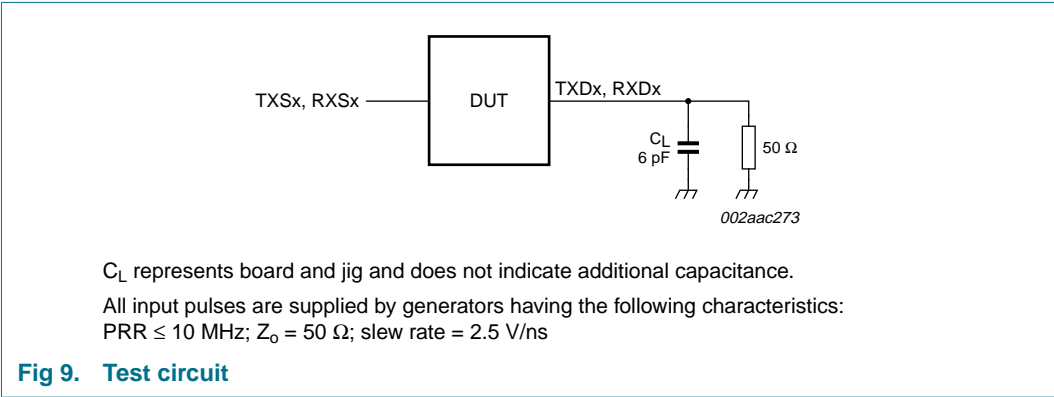 TXSx, RXSx
DUT
TXDx, RXDx
CL
6 pF
50 Ω
002aac273
CL represents board and jig and does not indicate additional capacitance.
All input pulses are supplied by generators having the following characteristics:
PRR ≤ 10 MHz; Zo = 50 Ω; slew rate = 2.5 V/ns
Fig 9. Test circuit